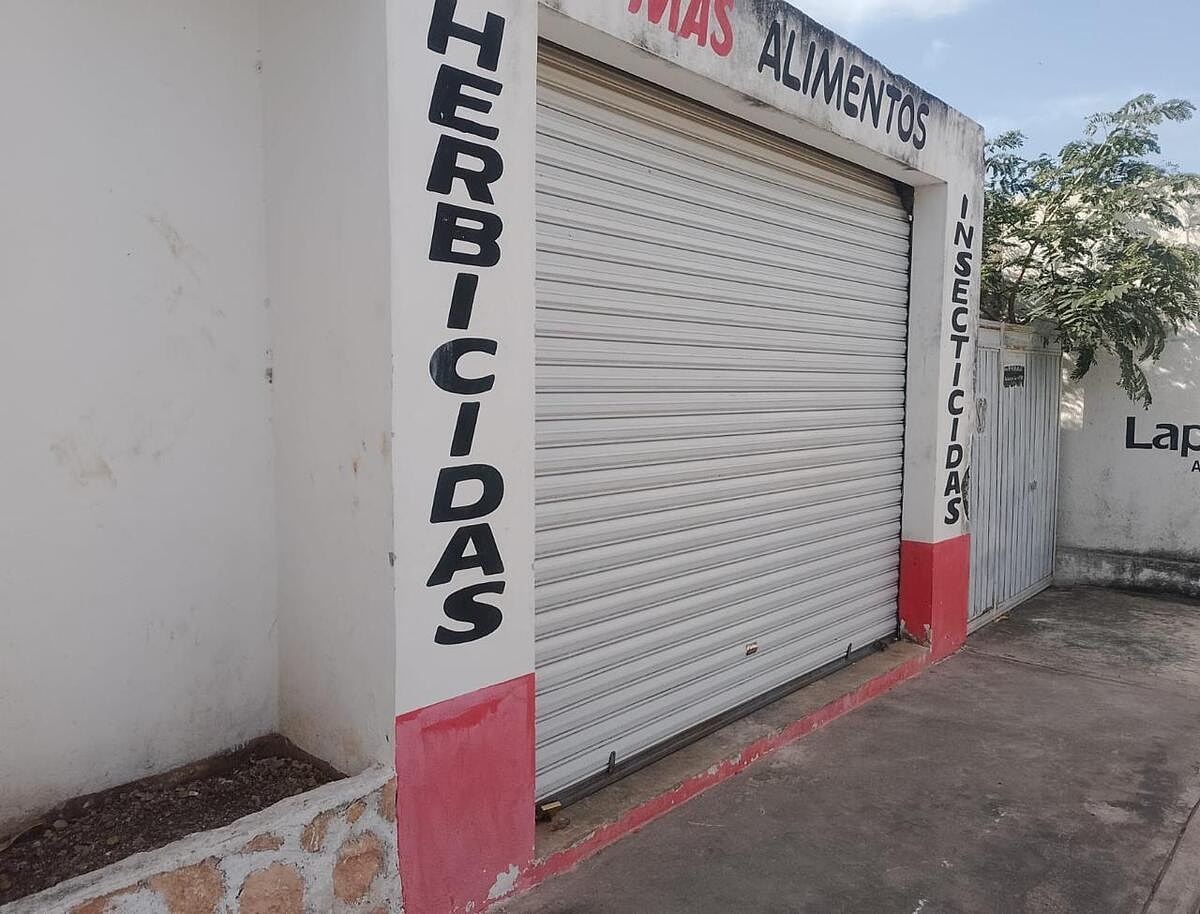 MAS ALIMENTOS
HERBICIDAS
INSECTICIDAS
Lap
A